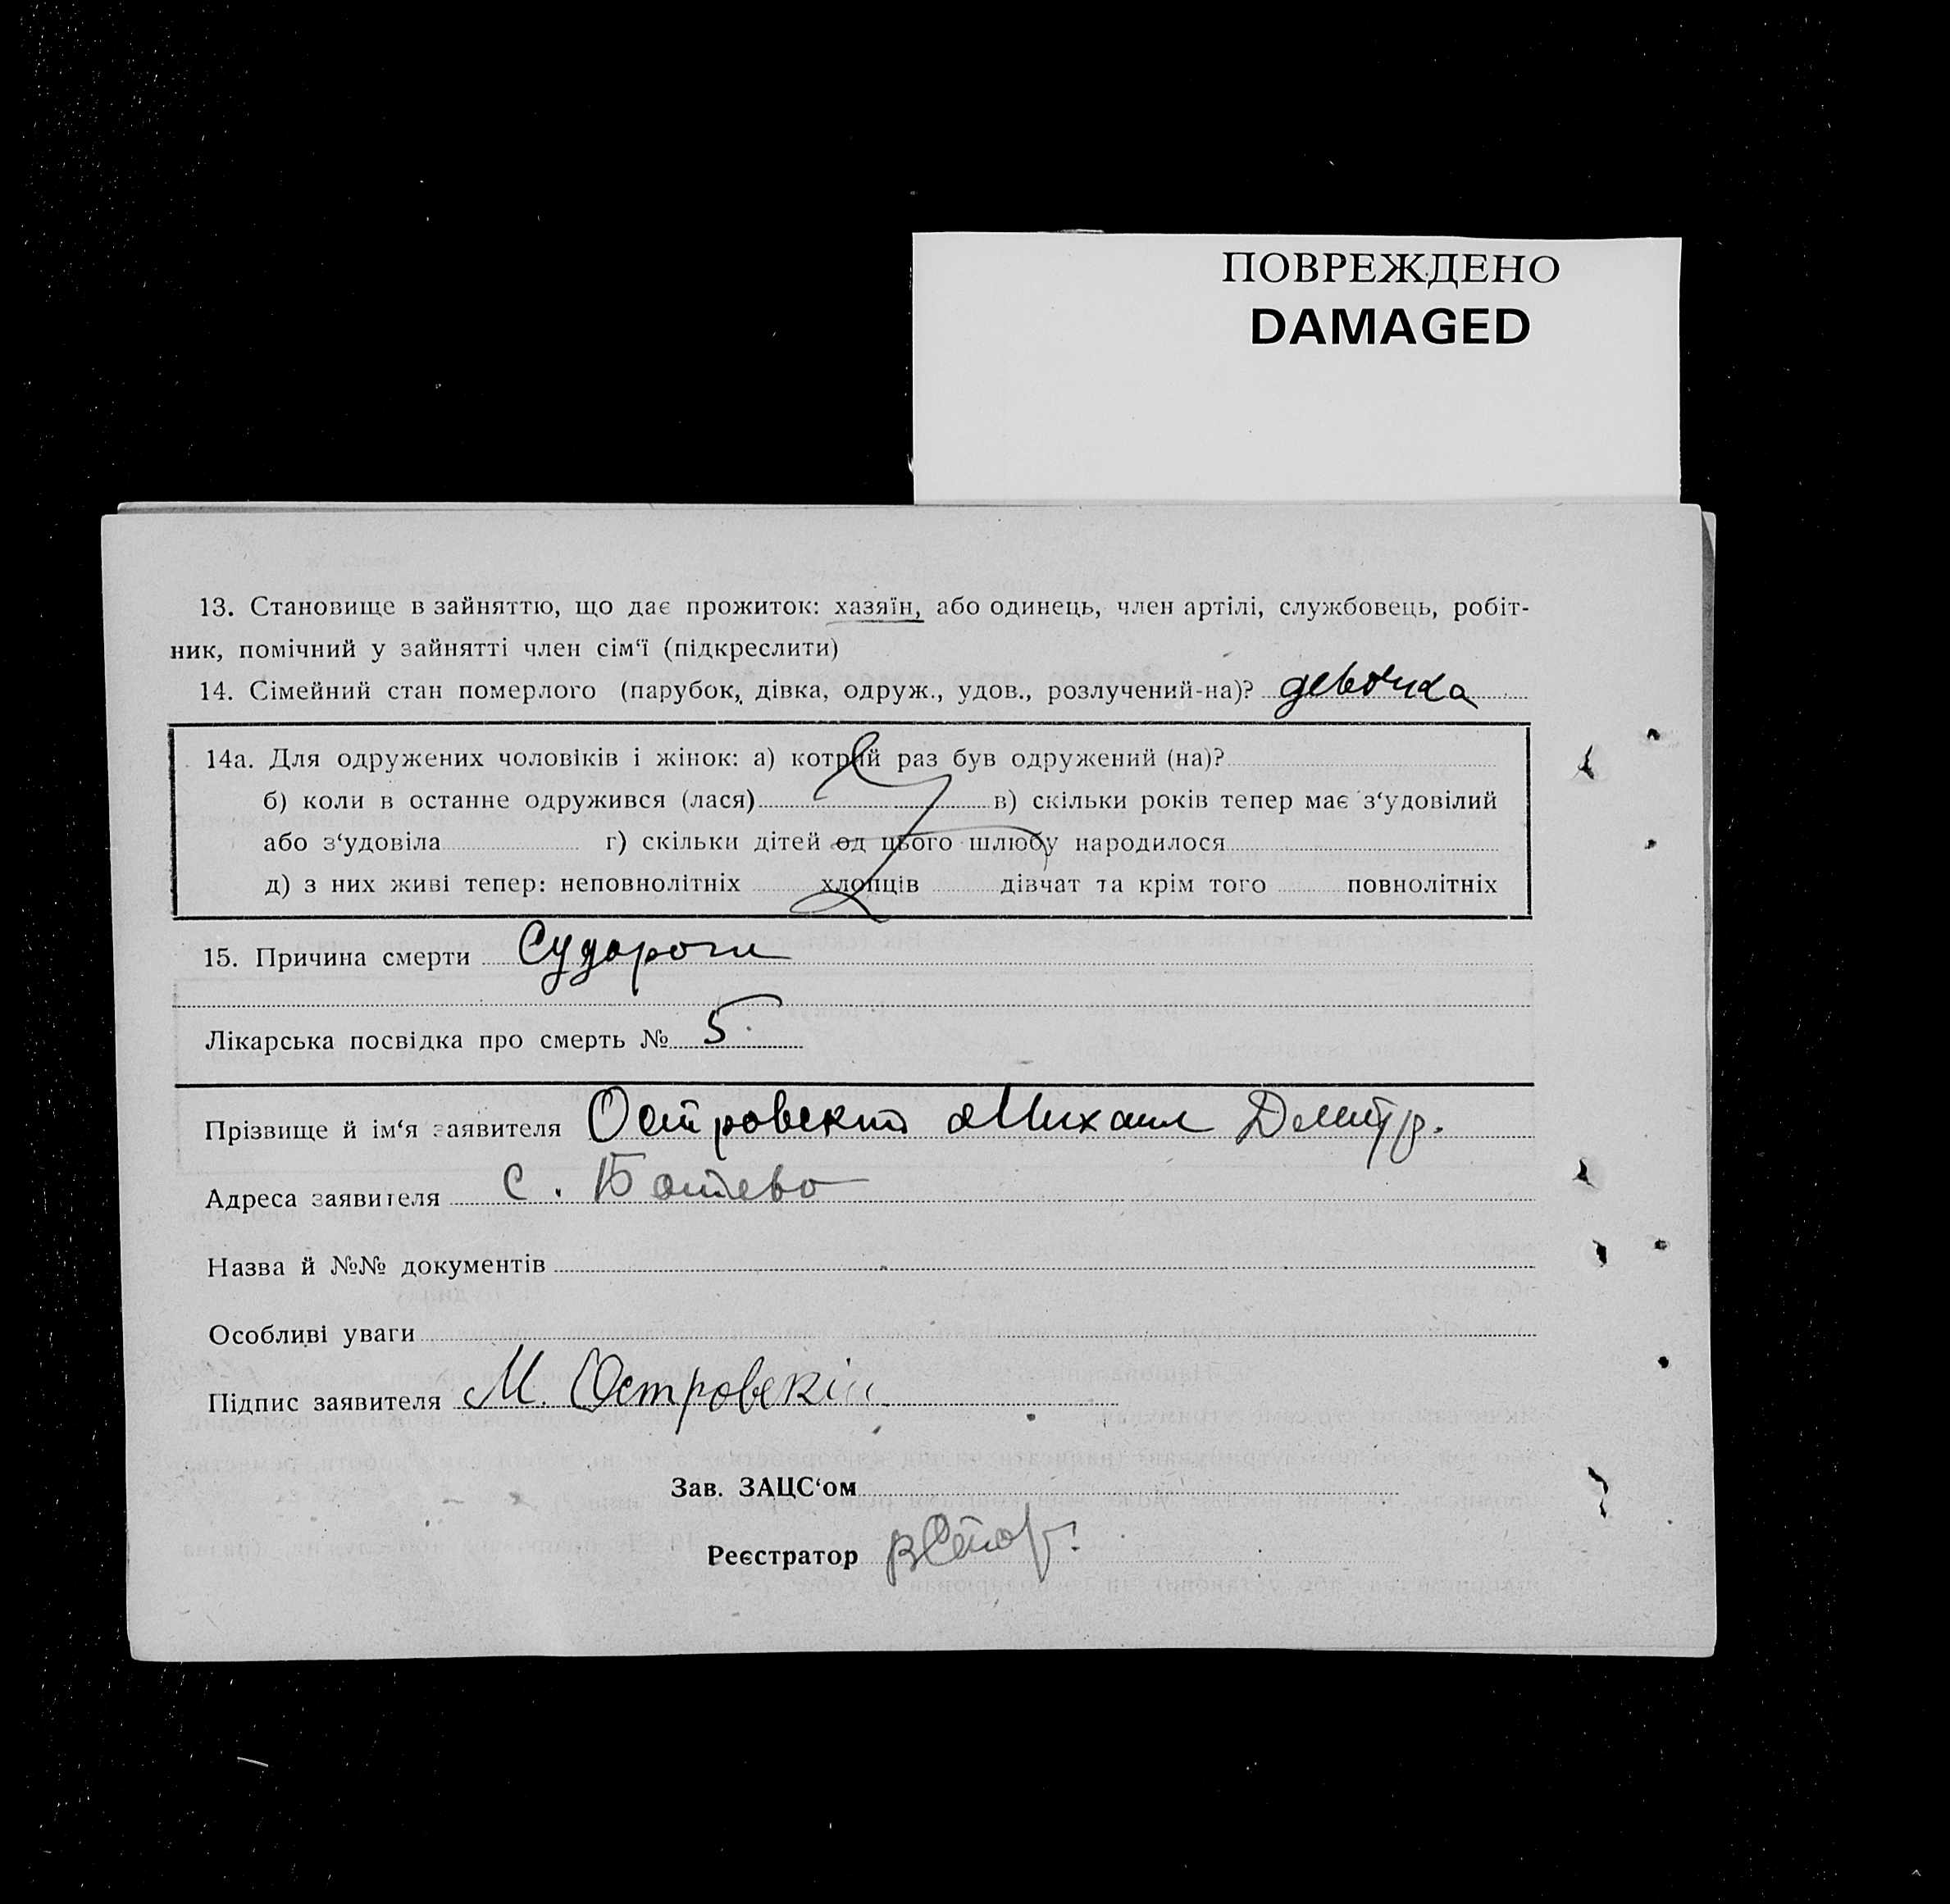 ПОВРЕЖДЕНО
DAMAGED
13. Становище в зайняттю, що дає прожиток: хазяїн, або одинець, член артілі, службовець, робіт-
ник, помічний у зайнятті член сім‘ї (підкреслити)
14. Сімейний стан померлого (парубок, дівка, одруж., удов., розлучений-на)? девочка
14а. Для одружених чоловіків і жінок: а) котрий раз був одружений (на)?
б) коли в останнє одружився (лася) в) скільки років тепер має з‘удовілий
або з‘удовіла г) скільки дітей од цього шлюбу народилося
д) з них живі тепер: неповнолітніх хлопців дівчат та крім того повнолітніх
15. Причина смерти Судороги
Лікарська посвідка про смерть № 5
Прізвище й ім‘я заявителя Островский Михаил Дмитр.
Адреса заявителя с. Ботево
Назва й №№ документів
Особливі уваги
Підпис заявителя М. Островскій
Зав. ЗАЦС‘ом
Реєстратор